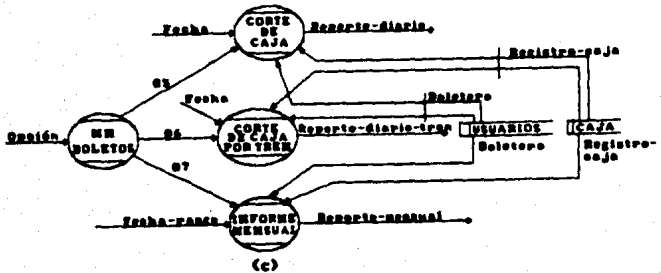 CORTE
DE
CAJA
Fecha
Reporte-diario
Registro-caja
05
Fecha
Boletero
MN
BOLETOS
Opción
06
CORTE
DE CAJA
POR TREN
Reporte-diario-tren
USUARIOS
Boletero
CAJA
Registro-
caja
07
Fecha-rango
INFORME
MENSUAL
Reporte-mensual
(c)